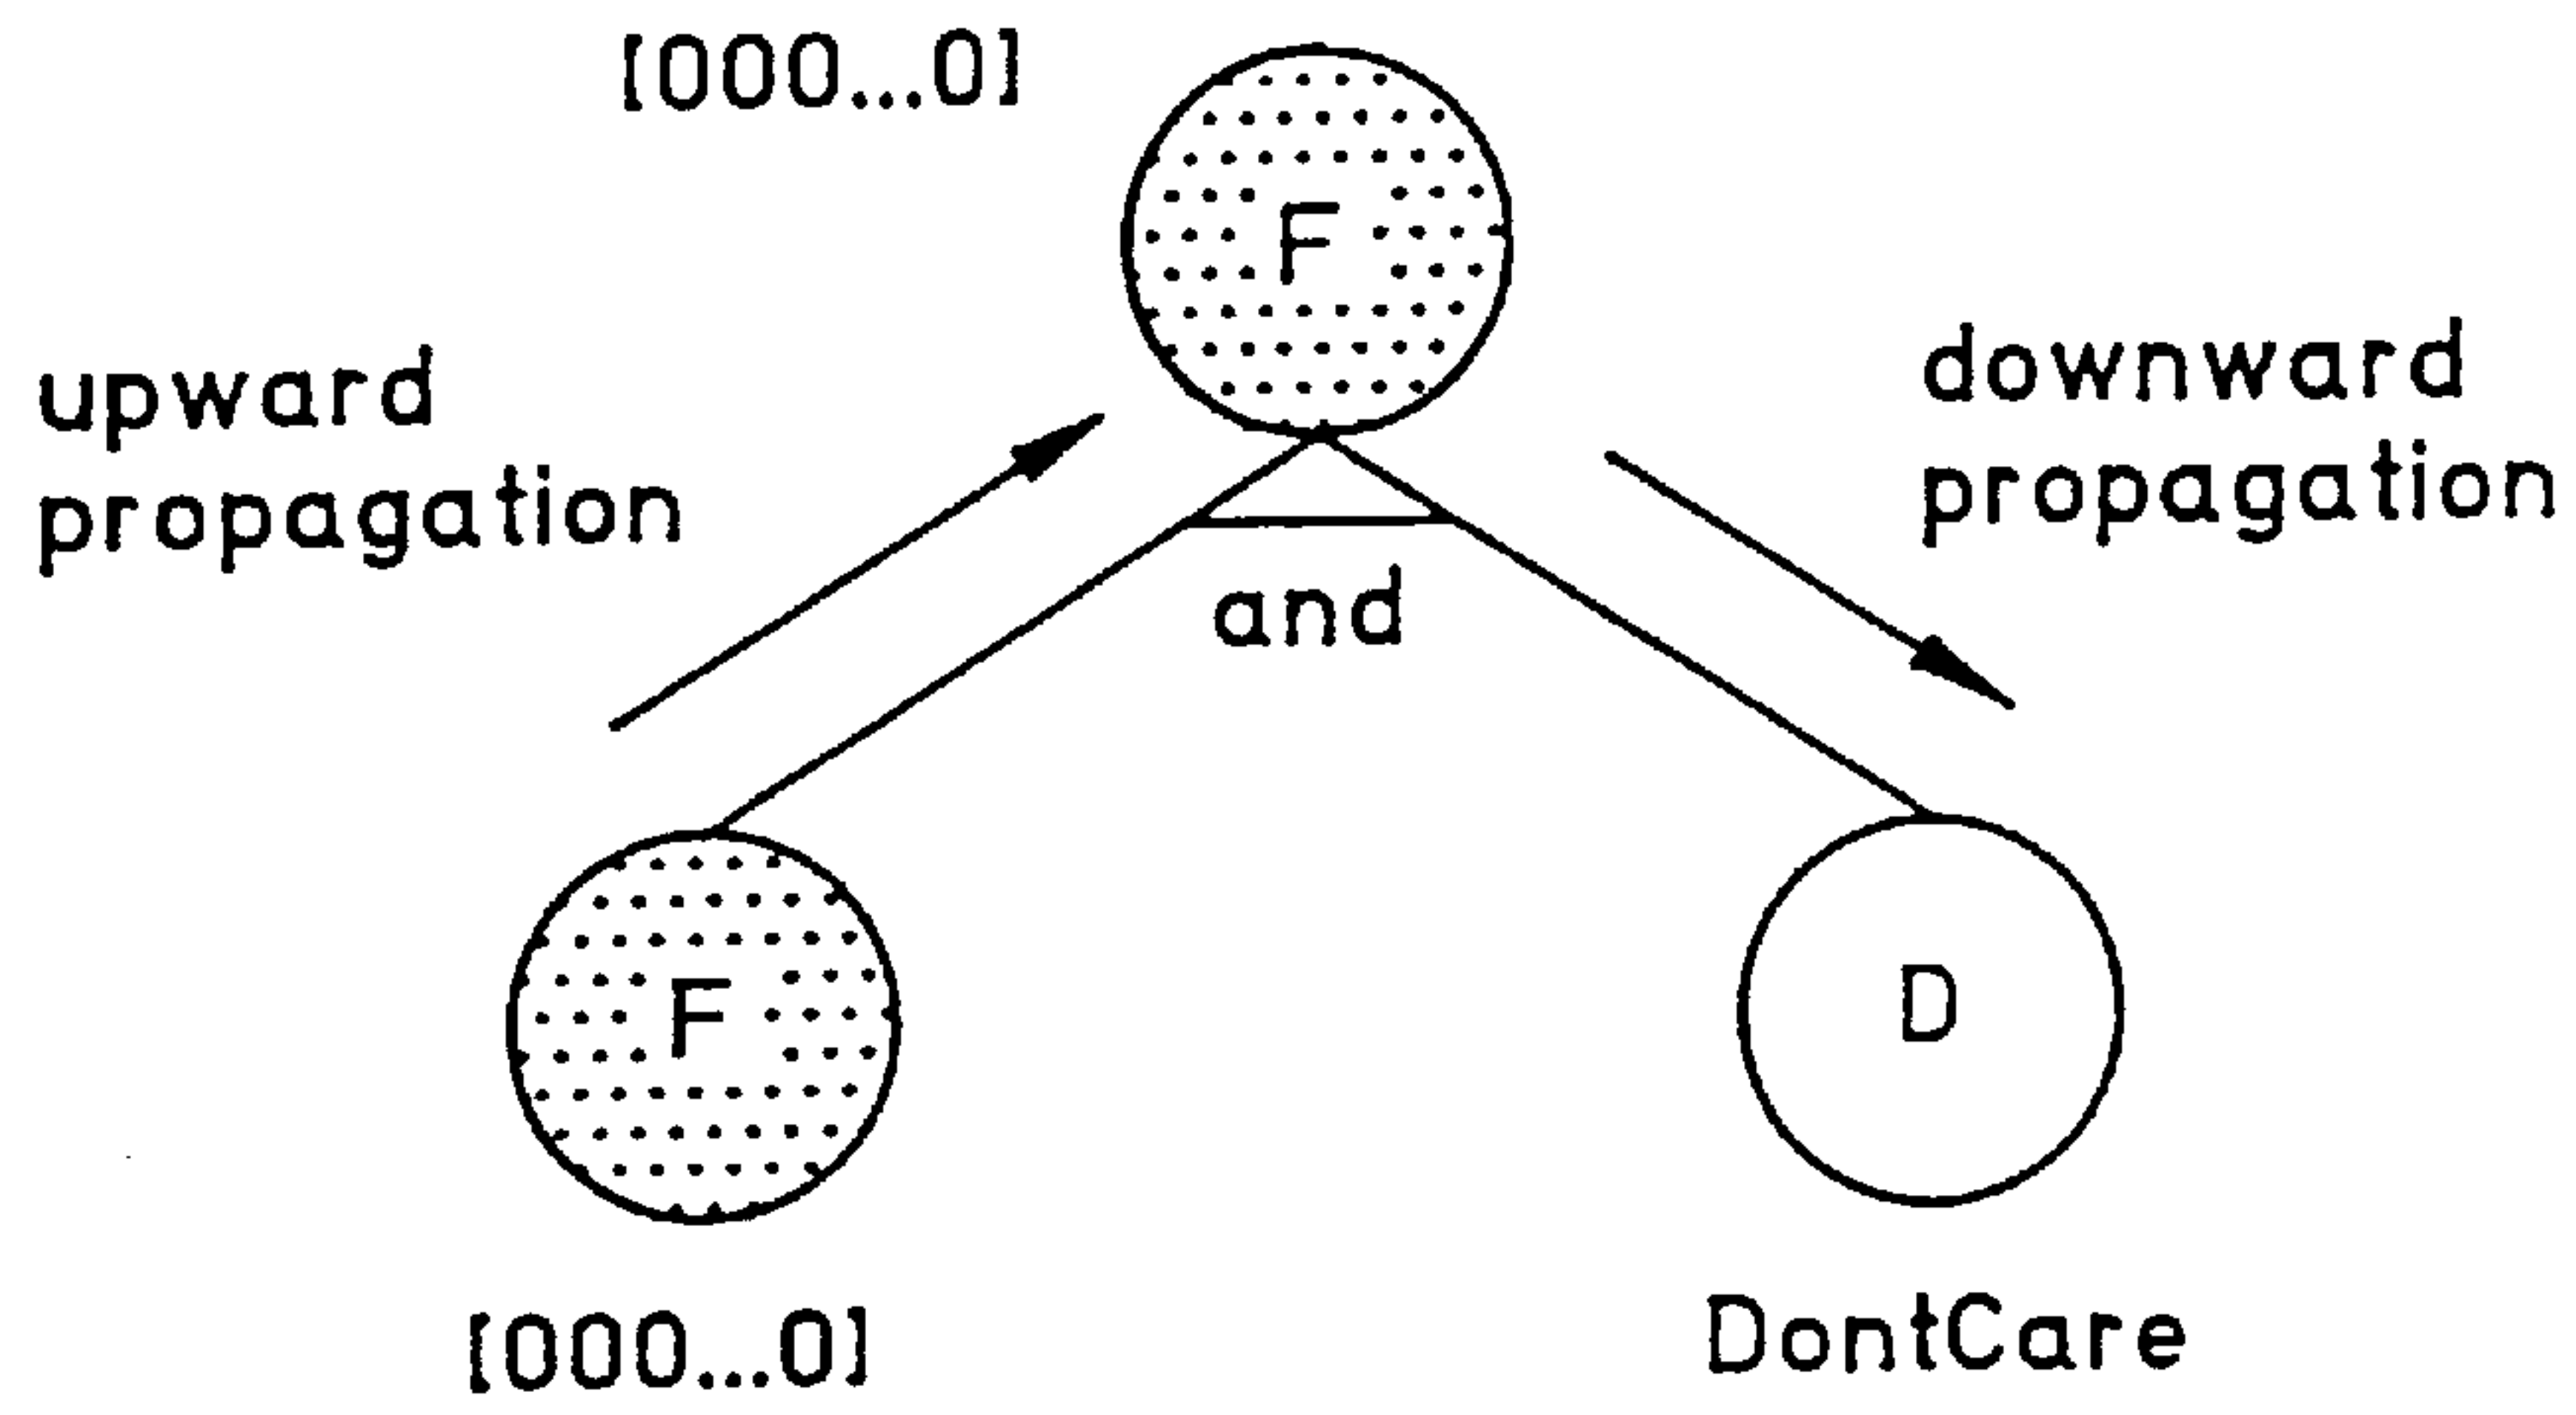 [000...0]
F
upward
propagation
downward
propagation
and
F
D
[000...0]
DontCare